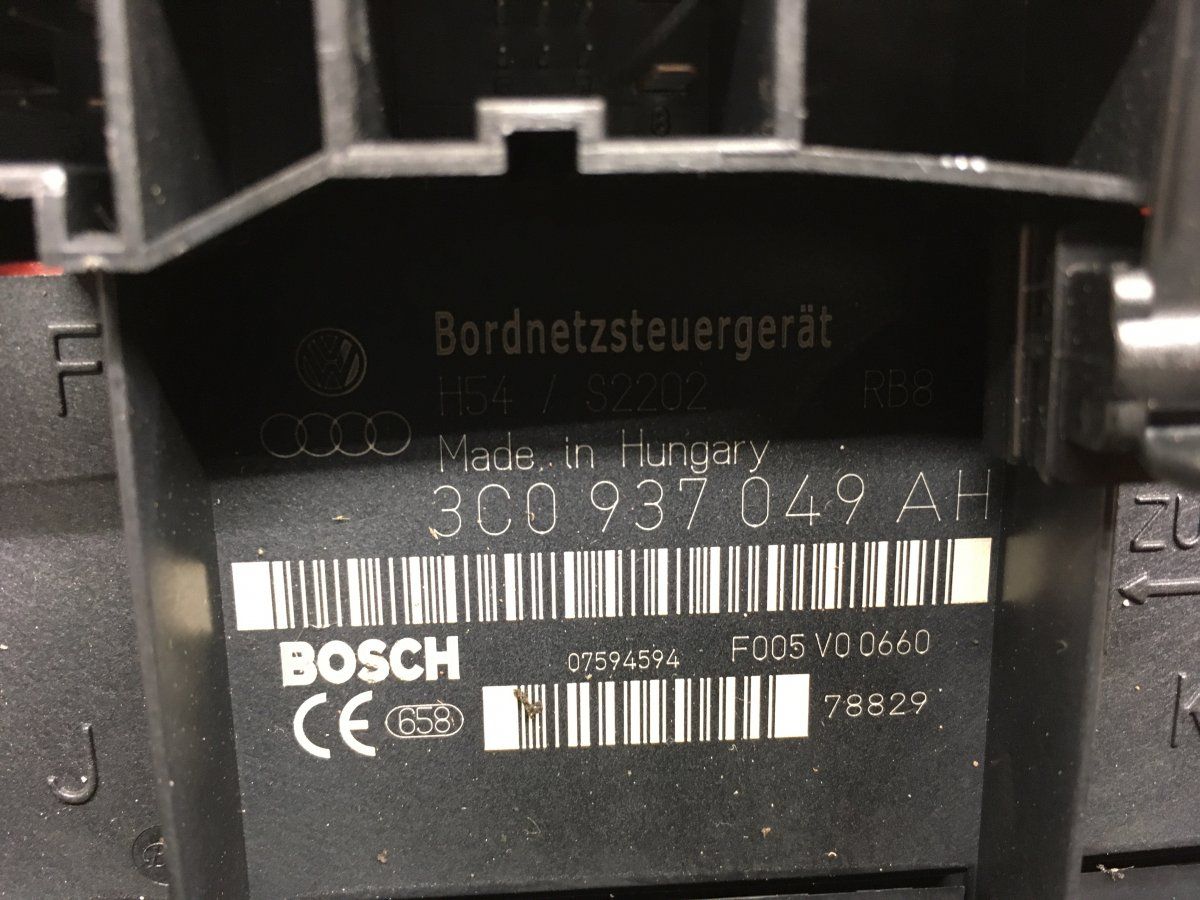 F
Bordnetzsteuergerät
H54 / S2202 RB8
Made in Hungary
3C0 937 049 AH
ZU
BOSCH
07594594
F005 V0 0660
CE
658
78829
J
K